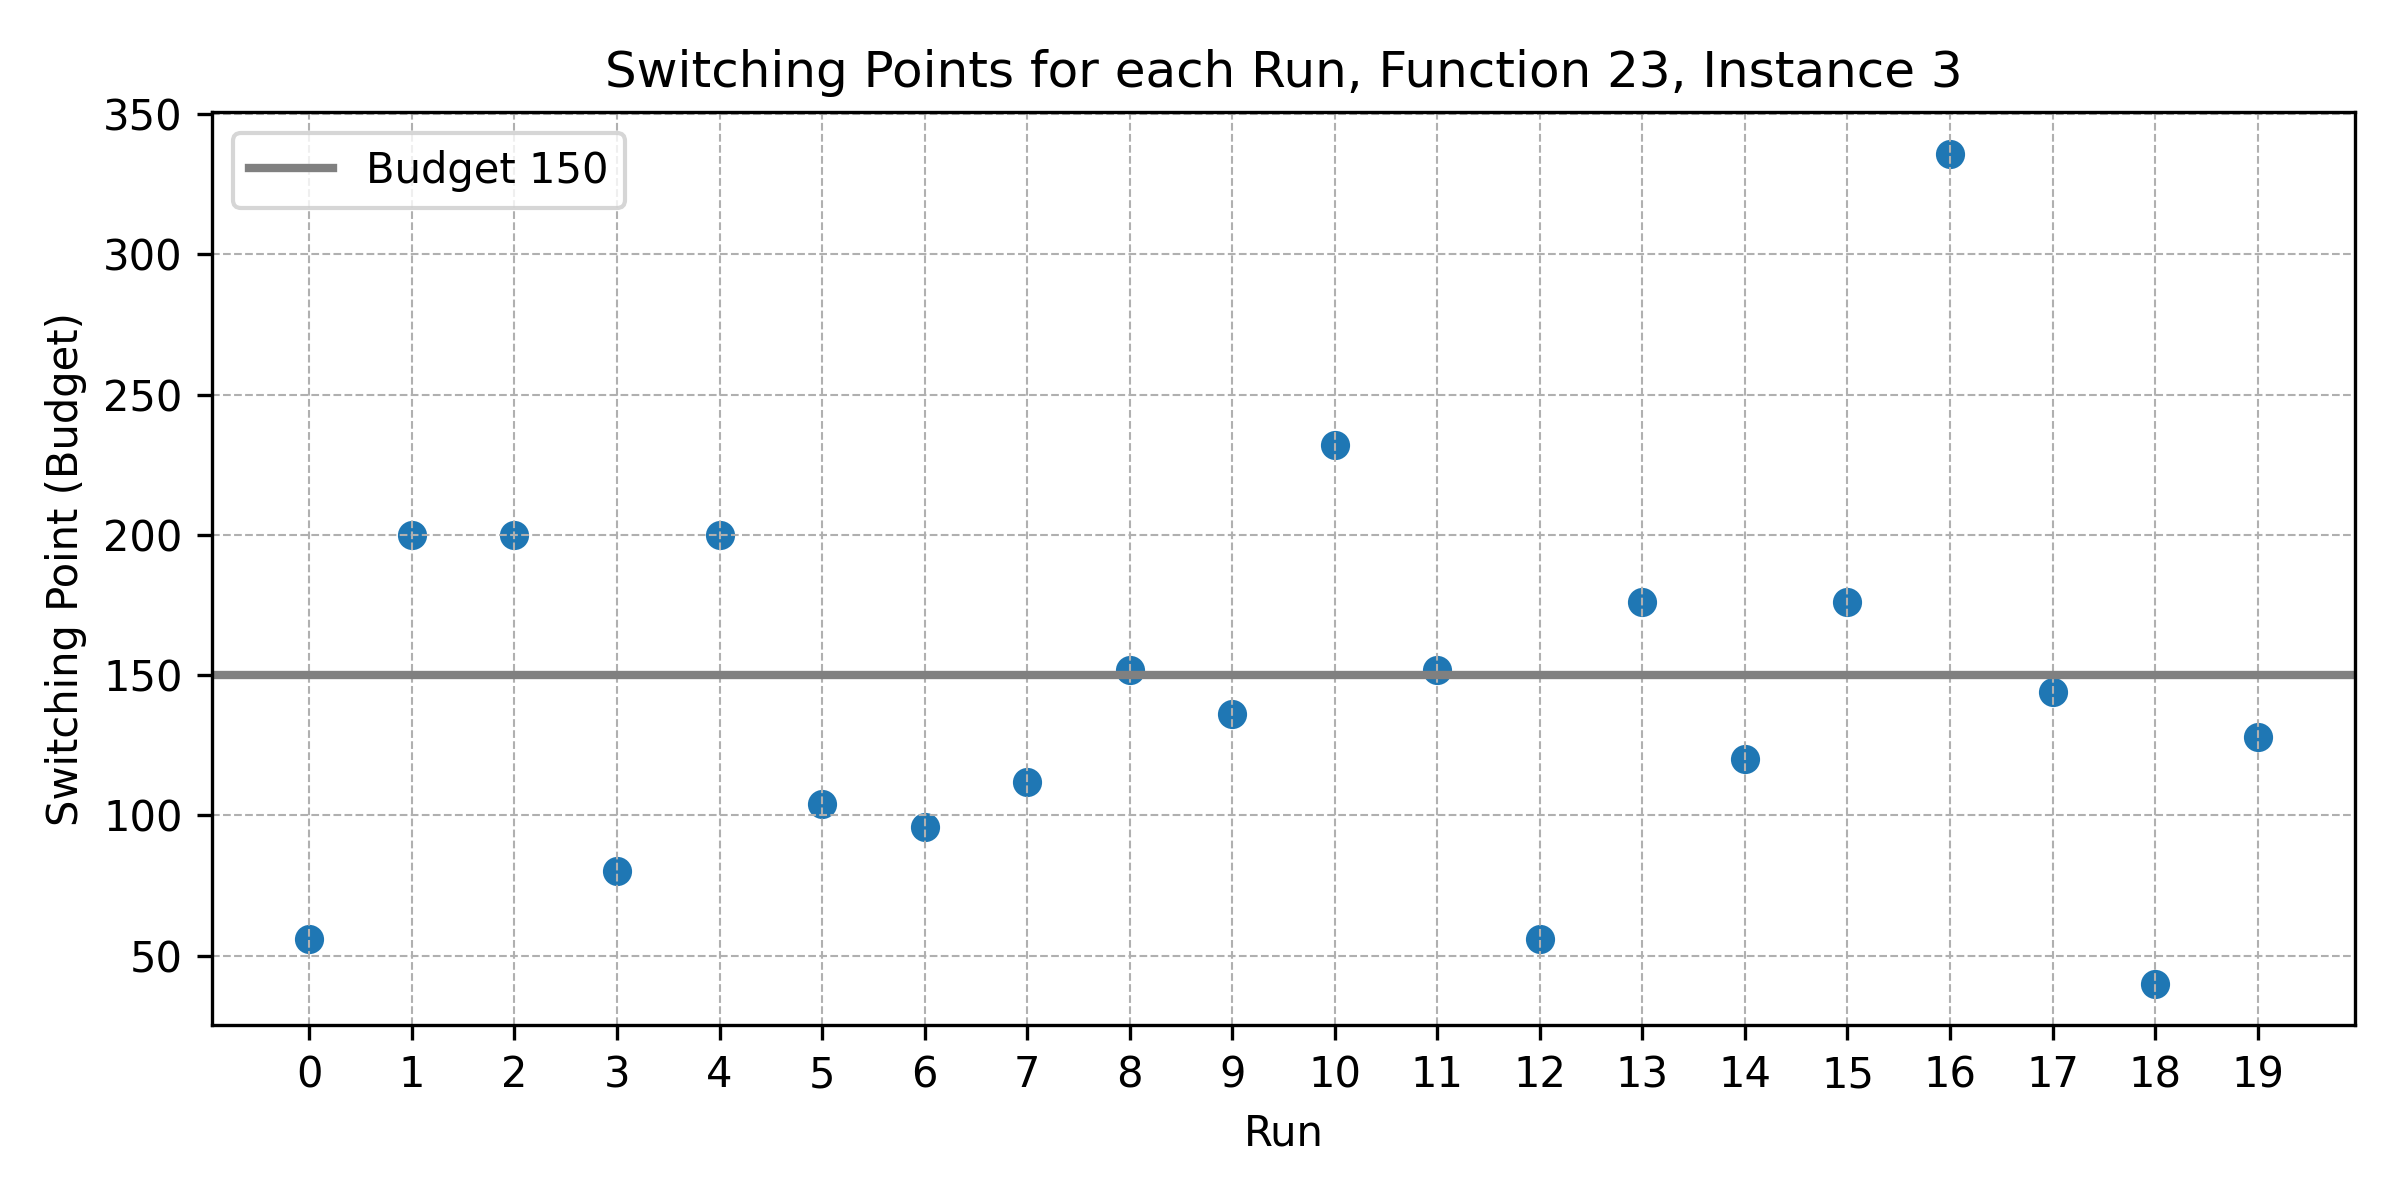 Switching Points for each Run, Function 23, Instance 3
Budget 150
Switching Point (Budget)
350
300
250
200
150
100
50
0 1 2 3 4 5 6 7 8 9 10 11 12 13 14 15 16 17 18 19
Run